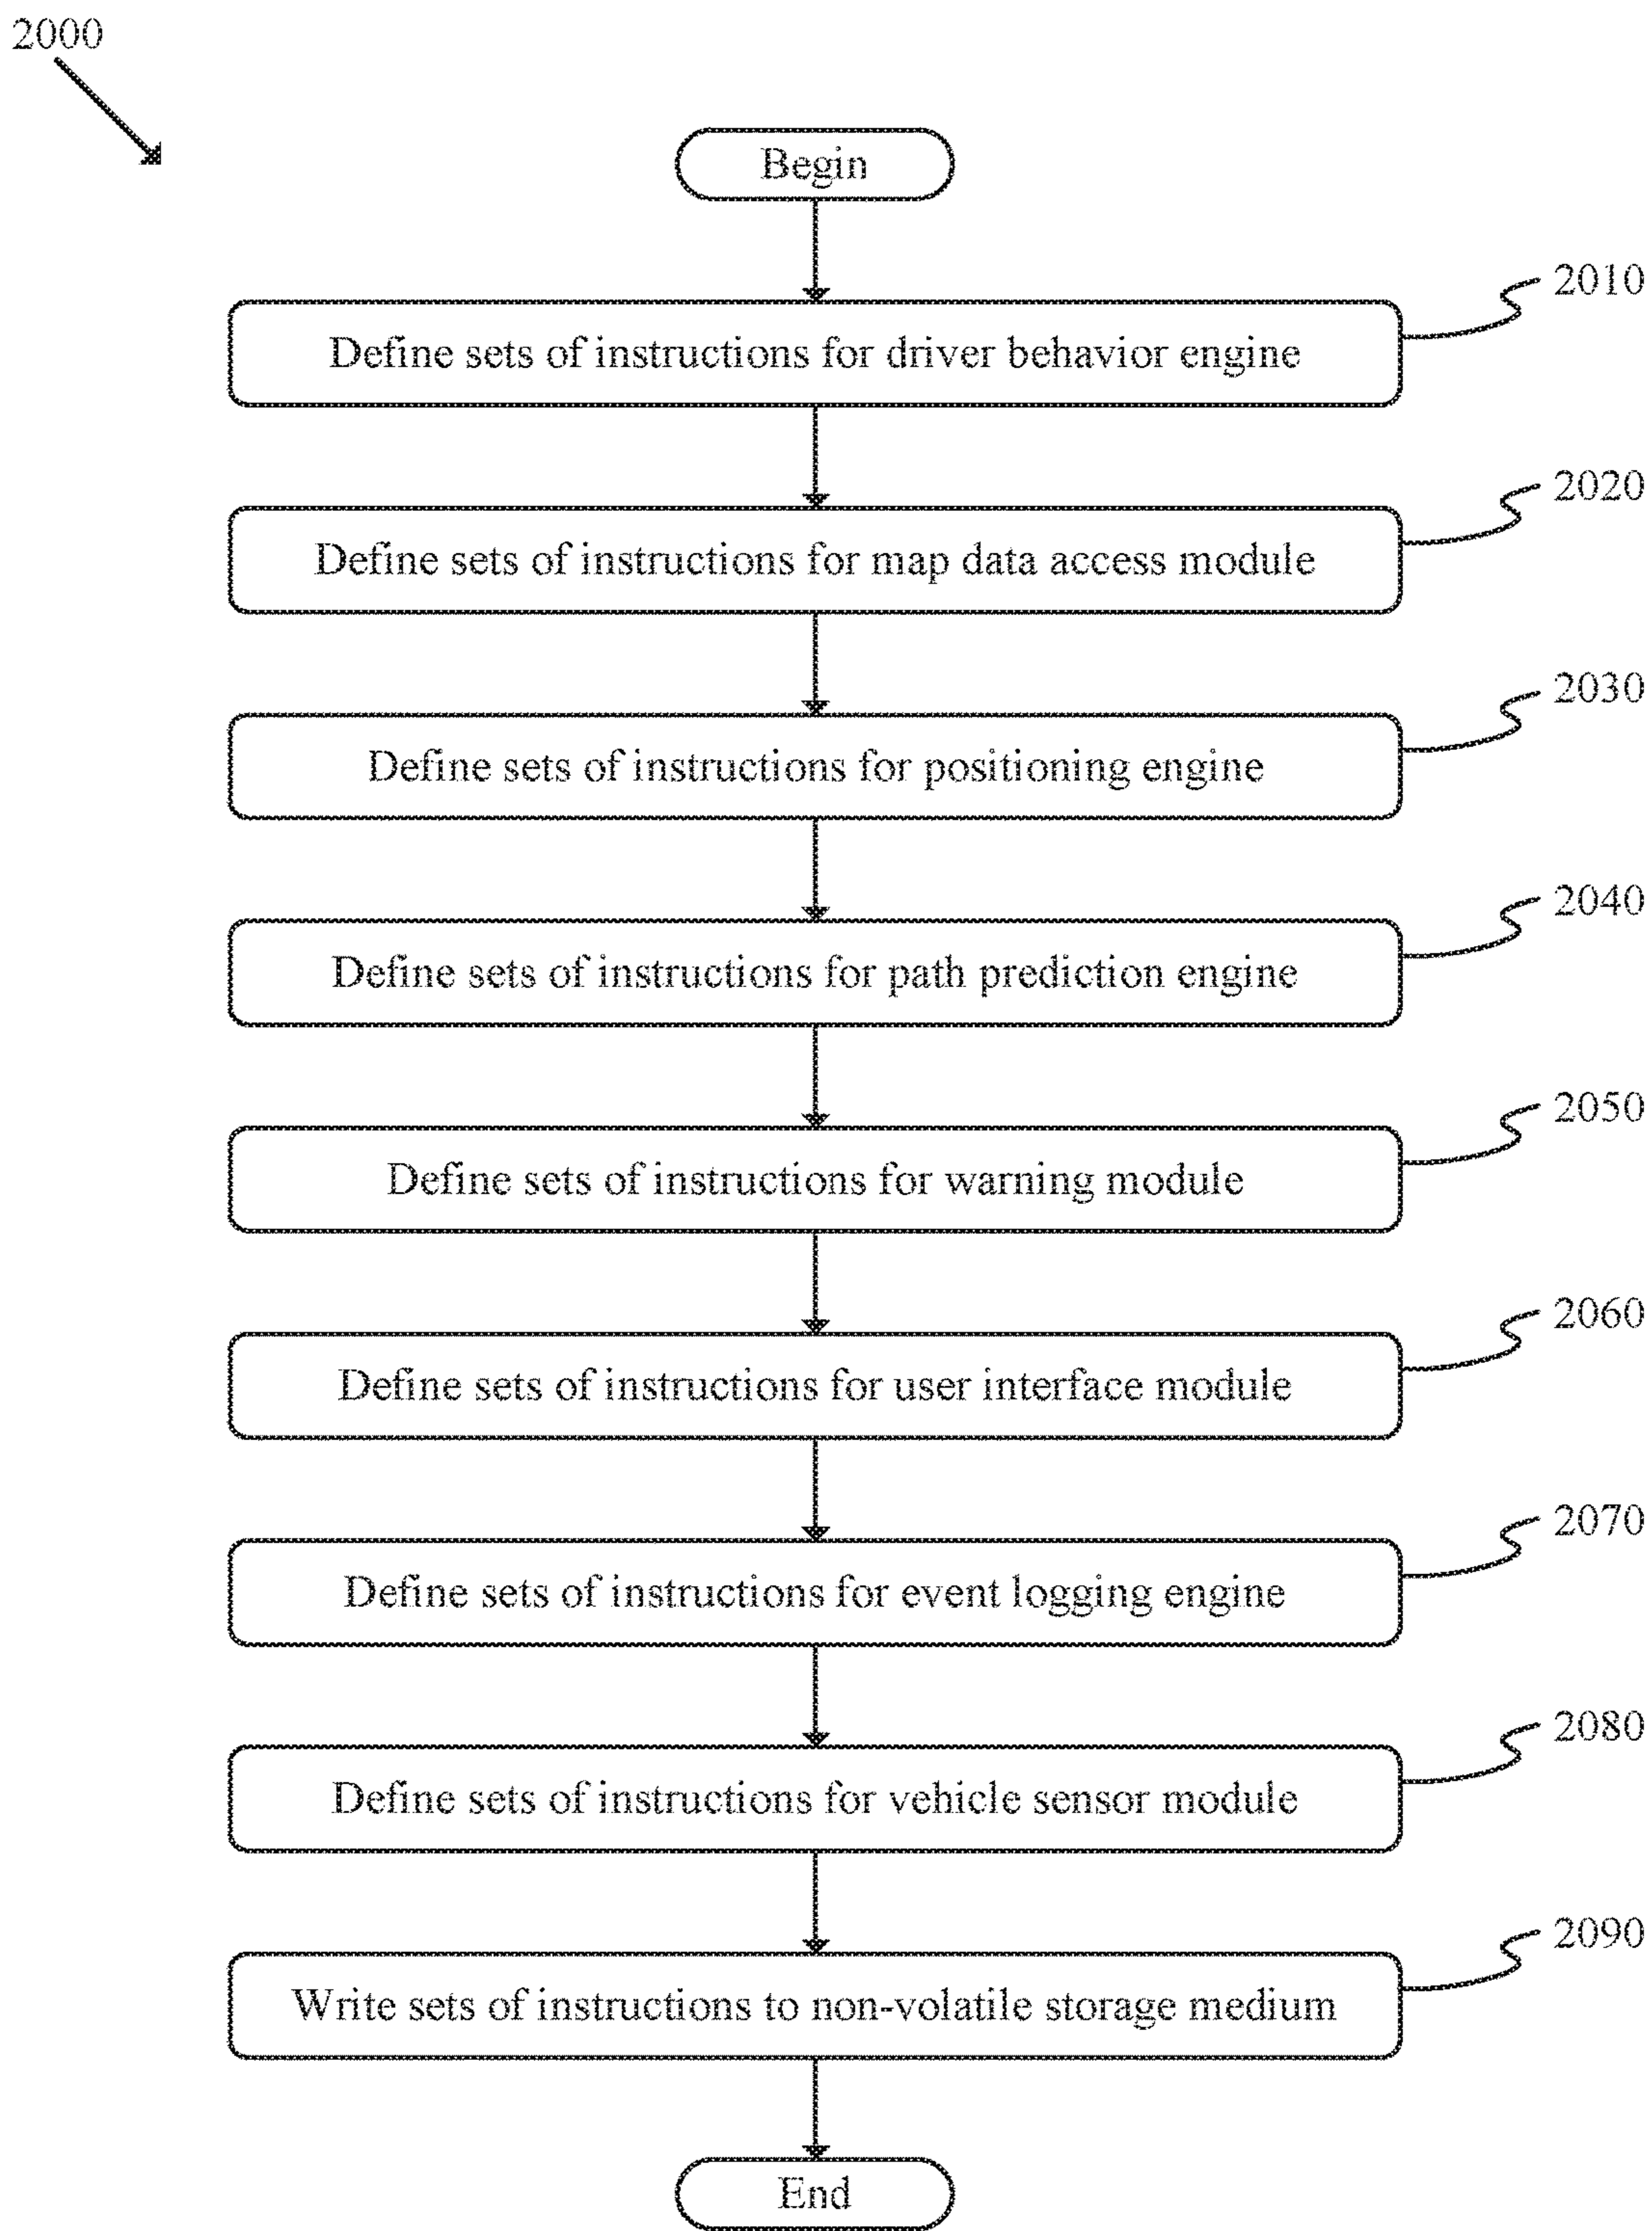 2000
Begin
2010
Define sets of instructions for driver behavior engine
2020
Define sets of instructions for map data access module
2030
Define sets of instructions for positioning engine
2040
Define sets of instructions for path prediction engine
2050
Define sets of instructions for warning module
2060
Define sets of instructions for user interface module
2070
Define sets of instructions for event logging engine
2080
Define sets of instructions for vehicle sensor module
2090
Write sets of instructions to non-volatile storage medium
End